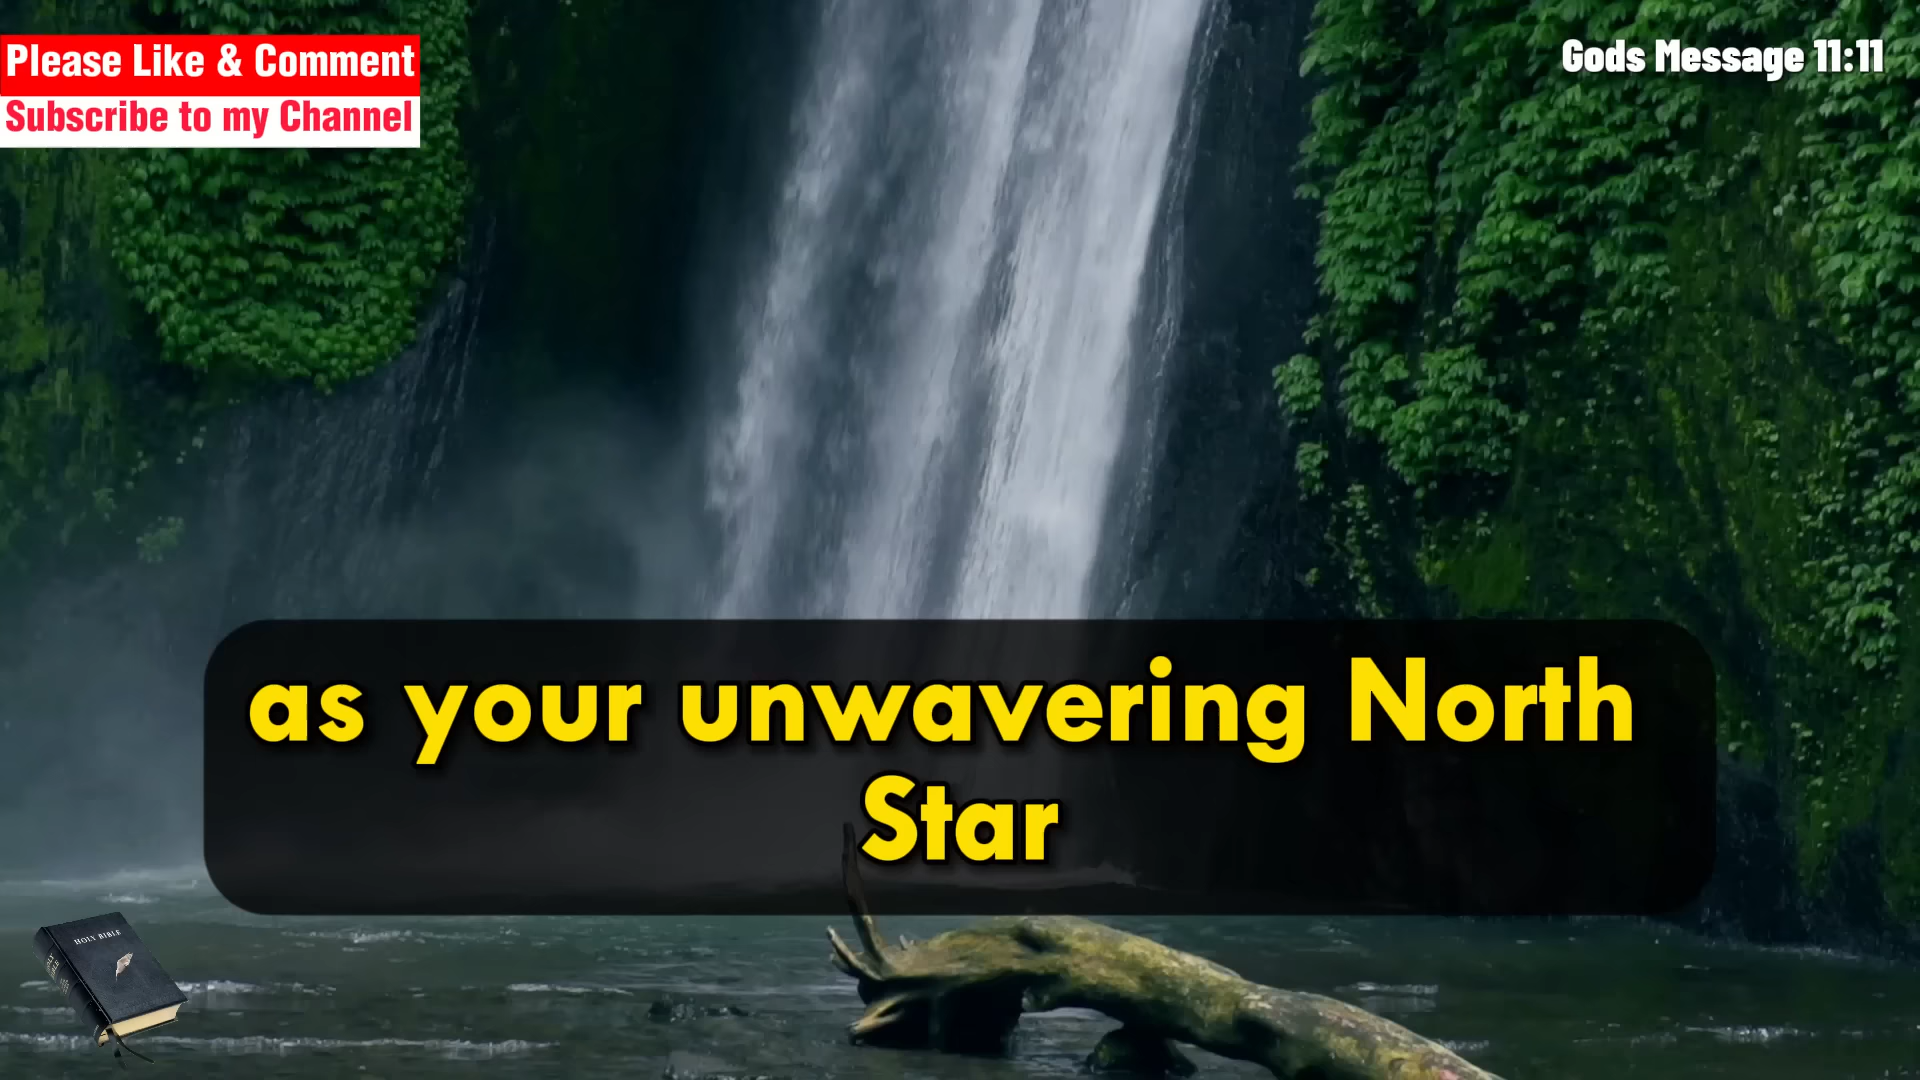 Please Like & Comment
Subscribe to my Channel
Gods Message 11:11
as your unwavering North
Star
HOLY BIBLE